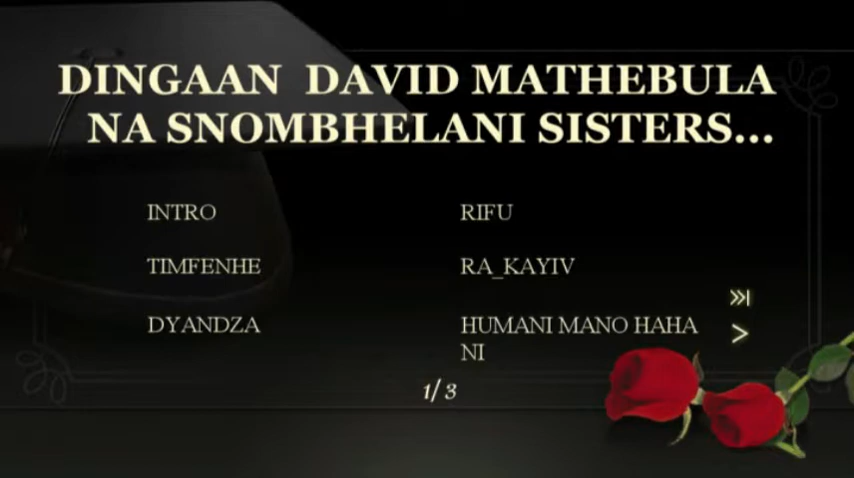 DINGAAN DAVID MATHEBULA
NA SNOMBHELANI SISTERS...
INTRO
TIMFENHE
DYANDZA
RIFU
RA_KAYIV
HUMANI MANO HAHA
NI
1/3